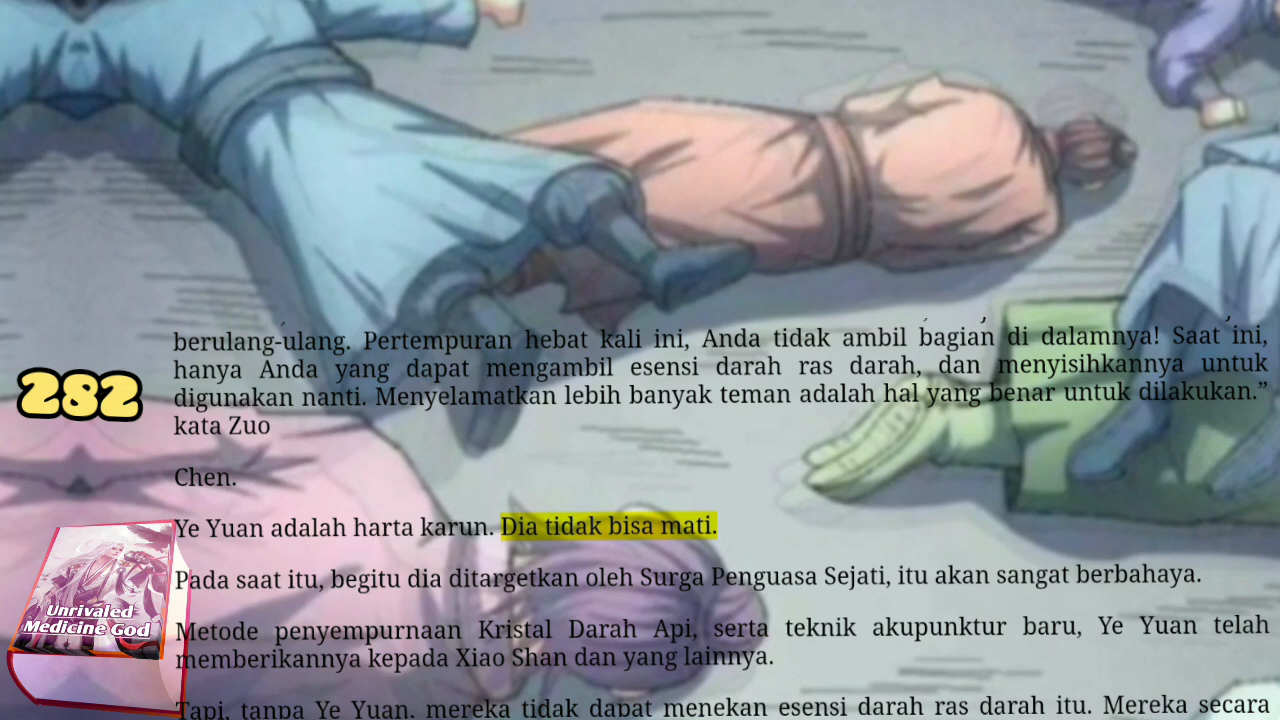 berulang-ulang. Pertempuran hebat kali ini, Anda tidak ambil bagian di dalamnya! Saat ini,
hanya Anda yang dapat mengambil esensi darah ras darah, dan menyisihkannya untuk
digunakan nanti. Menyelamatkan lebih banyak teman adalah hal yang benar untuk dilakukan.”
kata Zuo
282
Chen.
Ye Yuan adalah harta karun. Dia tidak bisa mati.
Pada saat itu, begitu dia ditargetkan oleh Surga Penguasa Sejati, itu akan sangat berbahaya.
Unrivaled
Medicine God
Metode penyempurnaan Kristal Darah Api, serta teknik akupunktur baru, Ye Yuan telah
memberikannya kepada Xiao Shan dan yang lainnya.
Tapi, tanpa Ye Yuan, mereka tidak dapat menekan esensi darah ras darah itu. Mereka secara